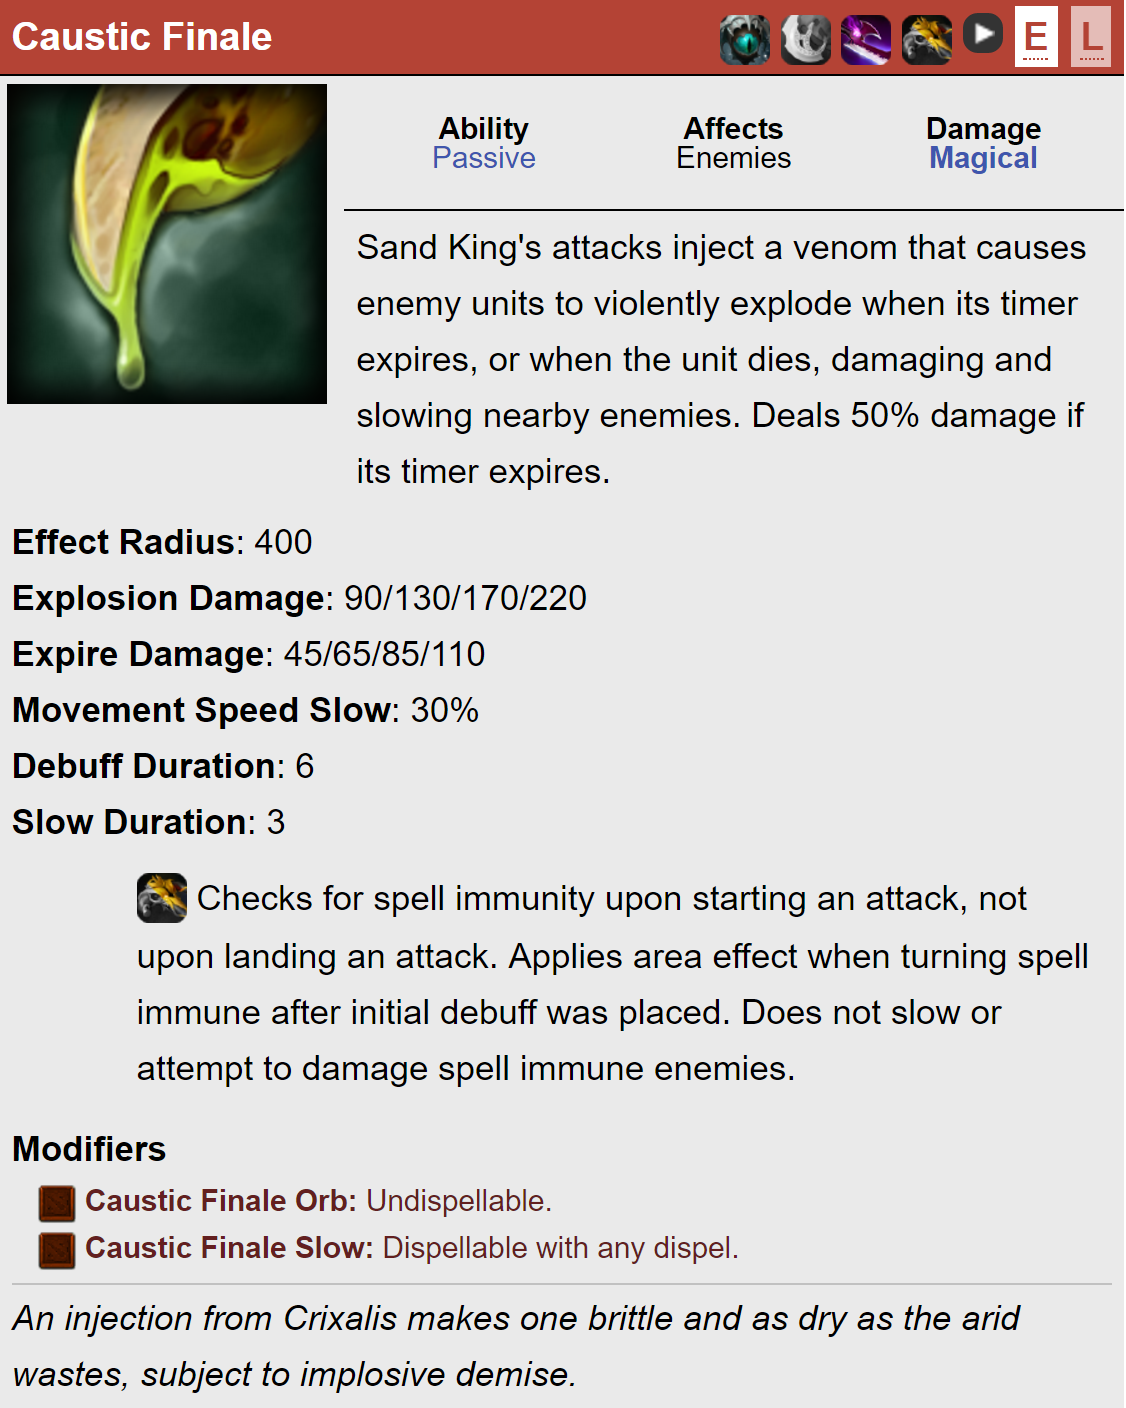 Caustic Finale
E L
Ability Affects Damage
Passive Enemies Magical
Sand King's attacks inject a venom that causes
enemy units to violently explode when its timer
expires, or when the unit dies, damaging and
slowing nearby enemies. Deals 50% damage if
its timer expires.
Effect Radius: 400
Explosion Damage: 90/130/170/220
Expire Damage: 45/65/85/110
Movement Speed Slow: 30%
Debuff Duration: 6
Slow Duration: 3
Checks for spell immunity upon starting an attack, not
upon landing an attack. Applies area effect when turning spell
immune after initial debuff was placed. Does not slow or
attempt to damage spell immune enemies.
Modifiers
Caustic Finale Orb: Undispellable.
Caustic Finale Slow: Dispellable with any dispel.
An injection from Crixalis makes one brittle and as dry as the arid
wastes, subject to implosive demise.